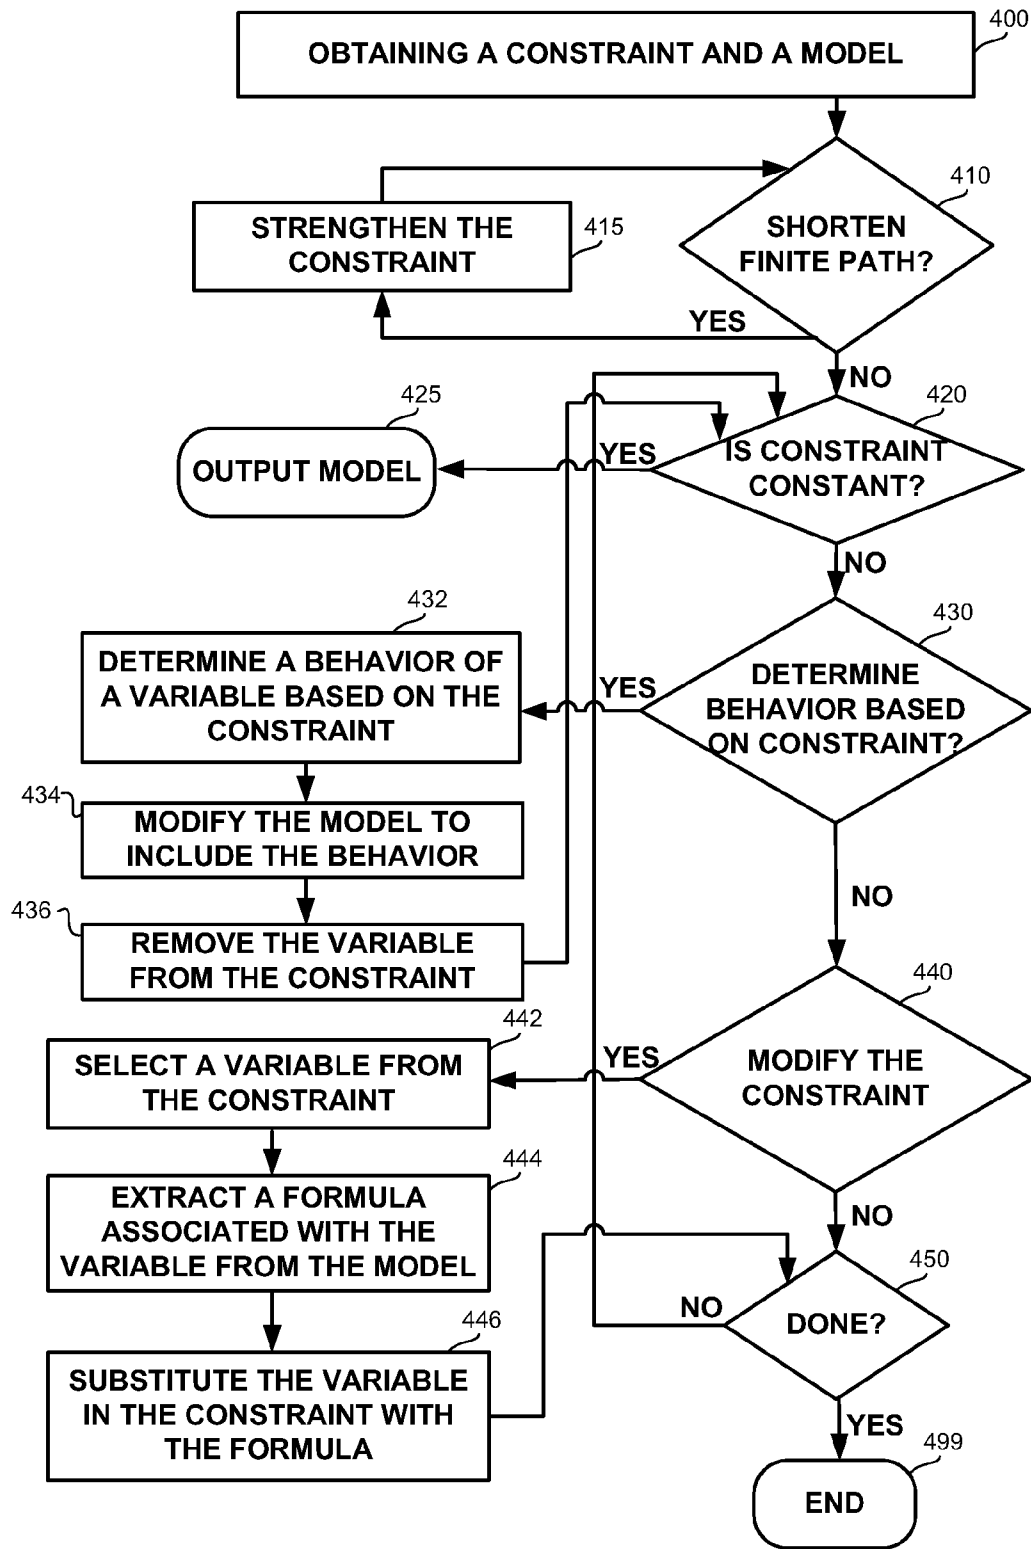 400
OBTAINING A CONSTRAINT AND A MODEL
410
SHORTEN
FINITE PATH?
415
STRENGTHEN THE
CONSTRAINT
YES
NO
420
IS CONSTRAINT
CONSTANT?
YES
425
OUTPUT MODEL
NO
430
DETERMINE
BEHAVIOR BASED
ON CONSTRAINT?
YES
432
DETERMINE A BEHAVIOR OF
A VARIABLE BASED ON THE
CONSTRAINT
434
MODIFY THE MODEL TO
INCLUDE THE BEHAVIOR
436
REMOVE THE VARIABLE
FROM THE CONSTRAINT
NO
440
MODIFY THE
CONSTRAINT
YES
442
SELECT A VARIABLE FROM
THE CONSTRAINT
444
EXTRACT A FORMULA
ASSOCIATED WITH THE
VARIABLE FROM THE MODEL
446
SUBSTITUTE THE VARIABLE
IN THE CONSTRAINT WITH
THE FORMULA
NO
450
DONE?
NO
YES
499
END